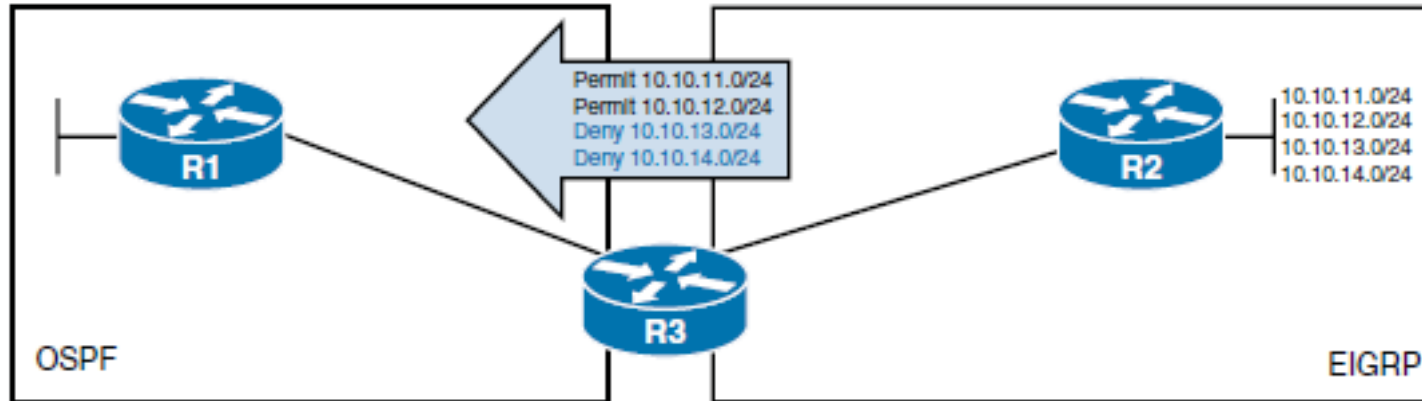 Permit 10.10.11.0/24
Permit 10.10.12.0/24
Deny 10.10.13.0/24
Deny 10.10.14.0/24
R1
R2
10.10.11.0/24
10.10.12.0/24
10.10.13.0/24
10.10.14.0/24
R3
OSPF
EIGRP